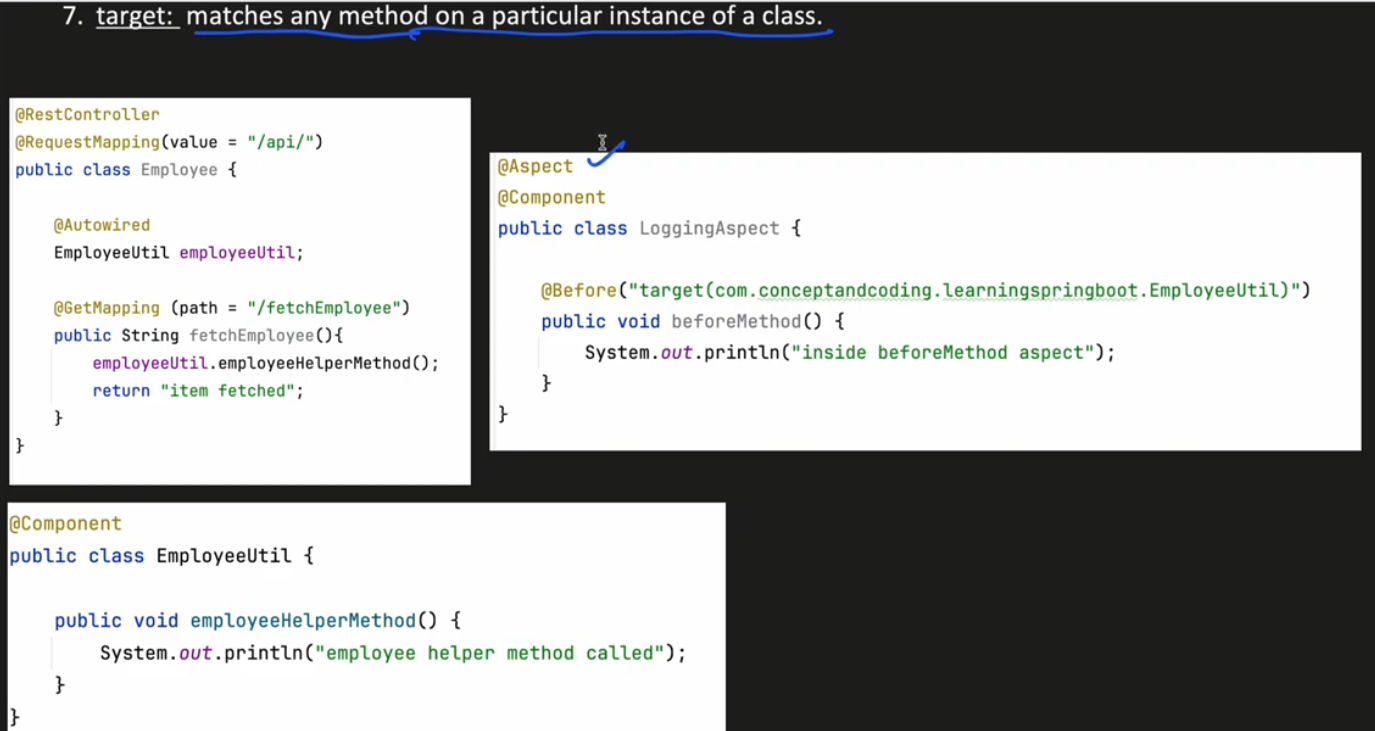 7. target: matches any method on a particular instance of a class.
@RestController
@RequestMapping(value = "/api/")
public class Employee {
@Autowired
EmployeeUtil employeeUtil;
@GetMapping (path = "/fetchEmployee")
public String fetchEmployee(){
employeeUtil.employeeHelperMethod();
return "item fetched";
}
}
@Aspect
@Component
public class LoggingAspect {
@Before("target(com.conceptandcoding.learningspringboot.EmployeeUtil)")
public void beforeMethod() {
System.out.println("inside beforeMethod aspect");
}
}
@Component
public class EmployeeUtil {
public void employeeHelperMethod() {
System.out.println("employee helper method called");
}
}